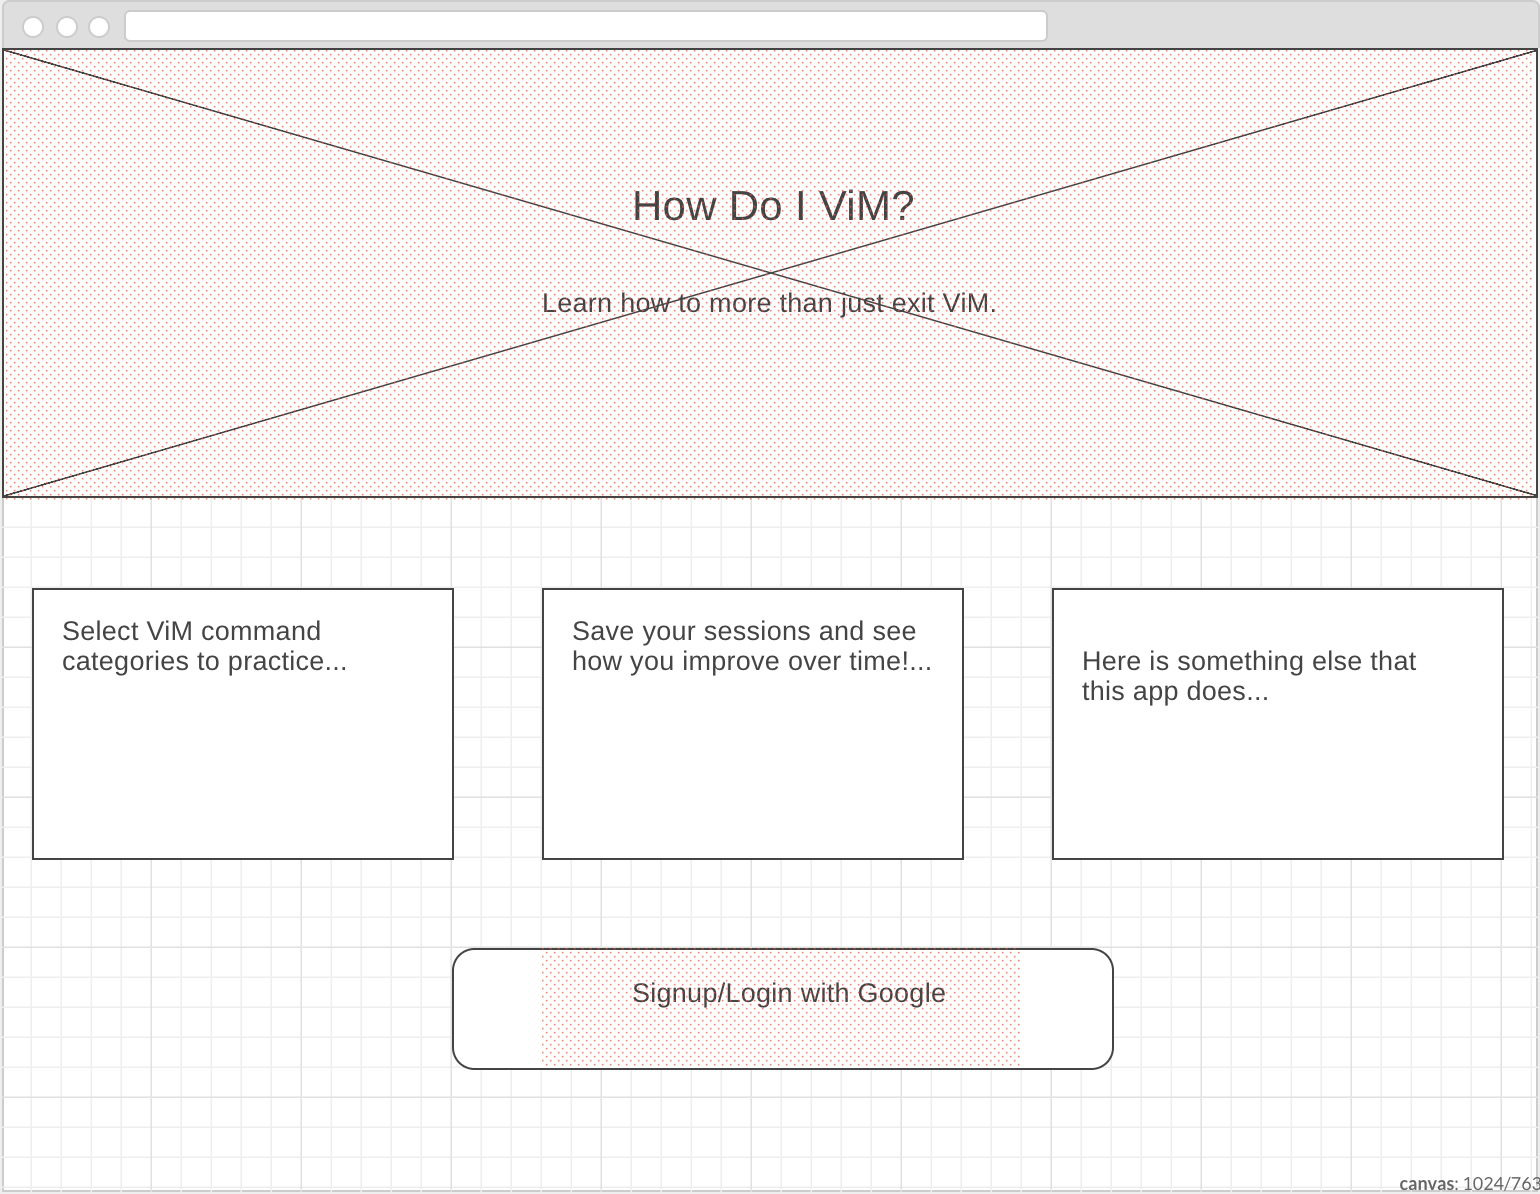 How Do I ViM?
Learn how to more than just exit ViM.
Select ViM command
categories to practice...
Save your sessions and see
how you improve over time!...
Here is something else that
this app does...
Signup/Login with Google
canvas: 1024/763